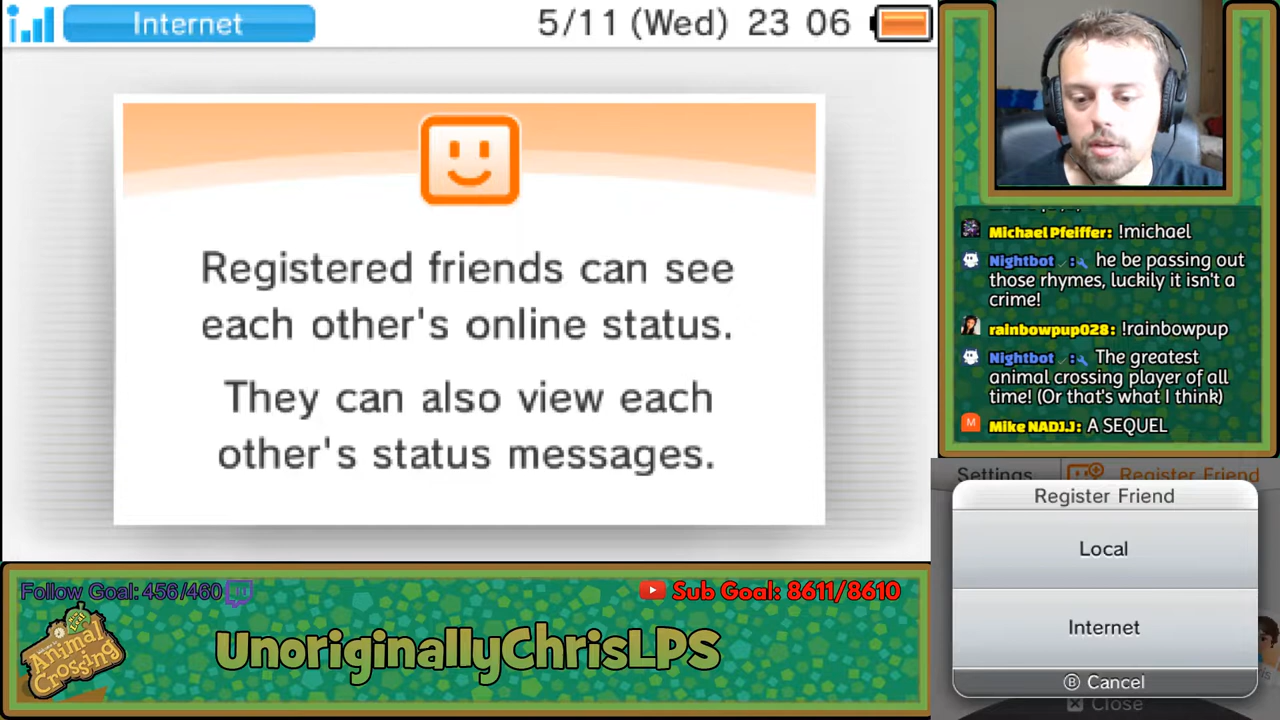 Internet
5/11 (Wed) 23 06
Registered friends can see
each other's online status.
They can also view each
other's status messages.
Michael Pfeiffer: !michael
Nightbot: he be passing out
those rhymes, luckily it isn't a
crime!
rainbowpup028: !rainbowpup
Nightbot: The greatest
animal crossing player of all
time! (Or that's what I think)
M
Mike NADJ.J: A SEQUEL
Settings
Register Friend
Register Friend
Local
Internet
B Cancel
X Close
Follow Goal: 456/460
Sub Goal: 8611/8610
Animal
Crossing
UnoriginallyChrisLPS